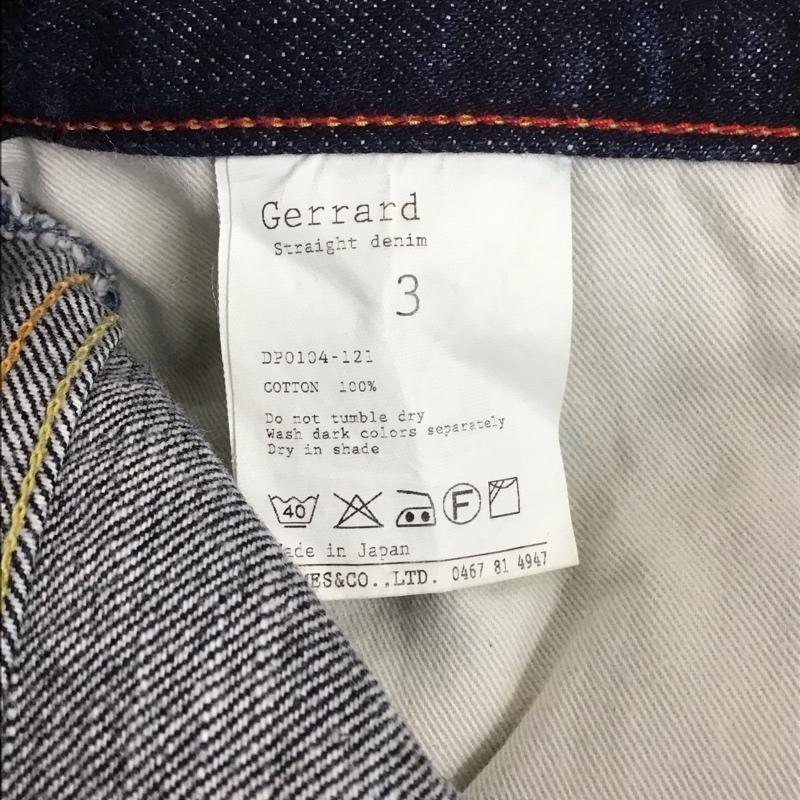 Gerrard
Straight denim
3
DP0104-121
COTTON 100%
Do not tumble dry
Wash dark colors separately
Dry in shade
40 F
Made in Japan
ES&CO.,LTD. 0467 81 4947